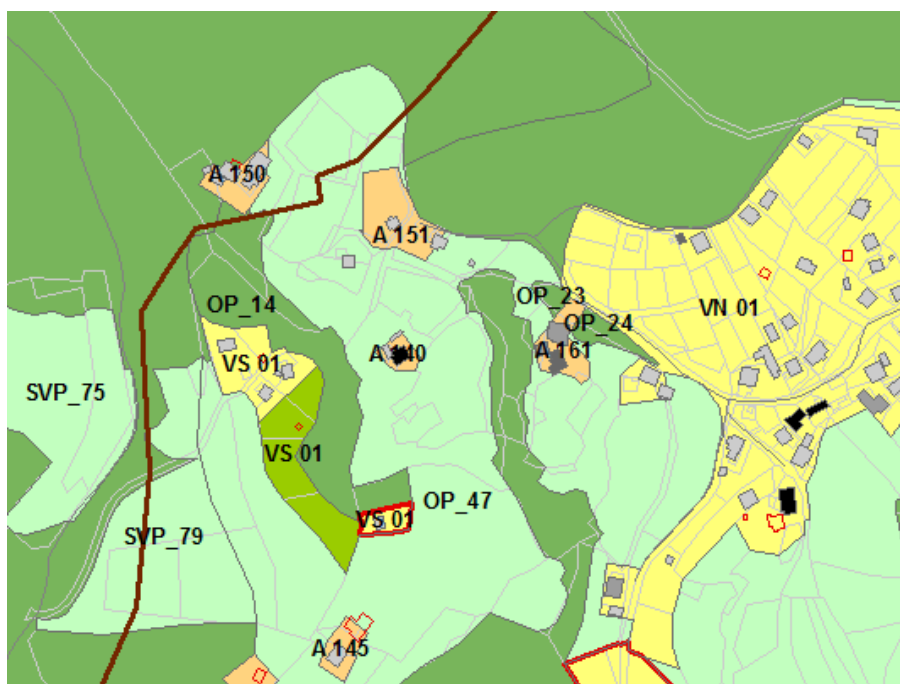 A 150
A 151
OP_23
OP_14
VN 01
OP_24
A 140
A 161
VS 01
SVP_75
VS 01
OP_47
VS 01
SVP_79
A 145